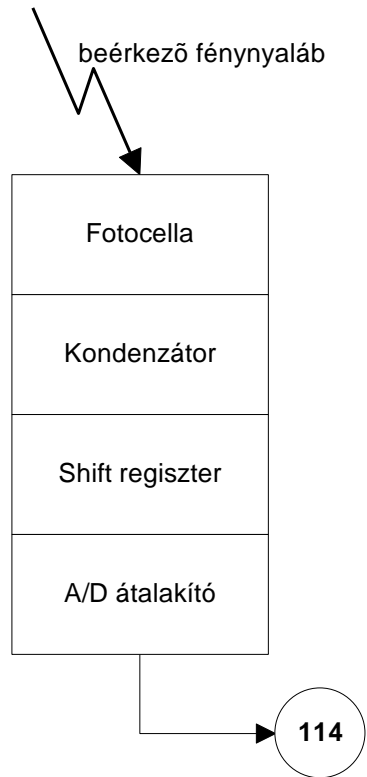 beérkezõ fénynyaláb
Fotocella
Kondenzátor
Shift regiszter
A/D átalakító
114